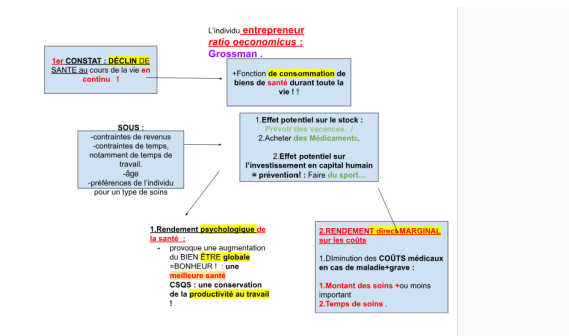 L'individu entrepreneur
ratio oeconomicus :
Grossman .
1er CONSTAT : DÉCLIN DE
SANTE au cours de la vie en
continu !
+Fonction de consommation de
biens de santé durant toute la
vie ! !
SOUS :
-contraintes de revenus
-contraintes de temps,
notamment de temps de
travail.
-âge
-préférences de l'individu
pour un type de soins
1.Effet potentiel sur le stock :
Prévoir des vacances. /
2.Acheter des Médicaments.
2.Effet potentiel sur
l'investissement en capital humain
= prévention! : Faire du sport…
1.Rendement psychologique de
la santé :
- provoque une augmentation
du BIEN ÊTRE globale
=BONHEUR ! : une
meilleure santé
CSQS : une conservation
de la productivité au travail
!
2.RENDEMENT direct MARGINAL
sur les coûts
1.DIminution des COÛTS médicaux
en cas de maladie+grave :
1.Montant des soins +ou moins
important
2.Temps de soins .